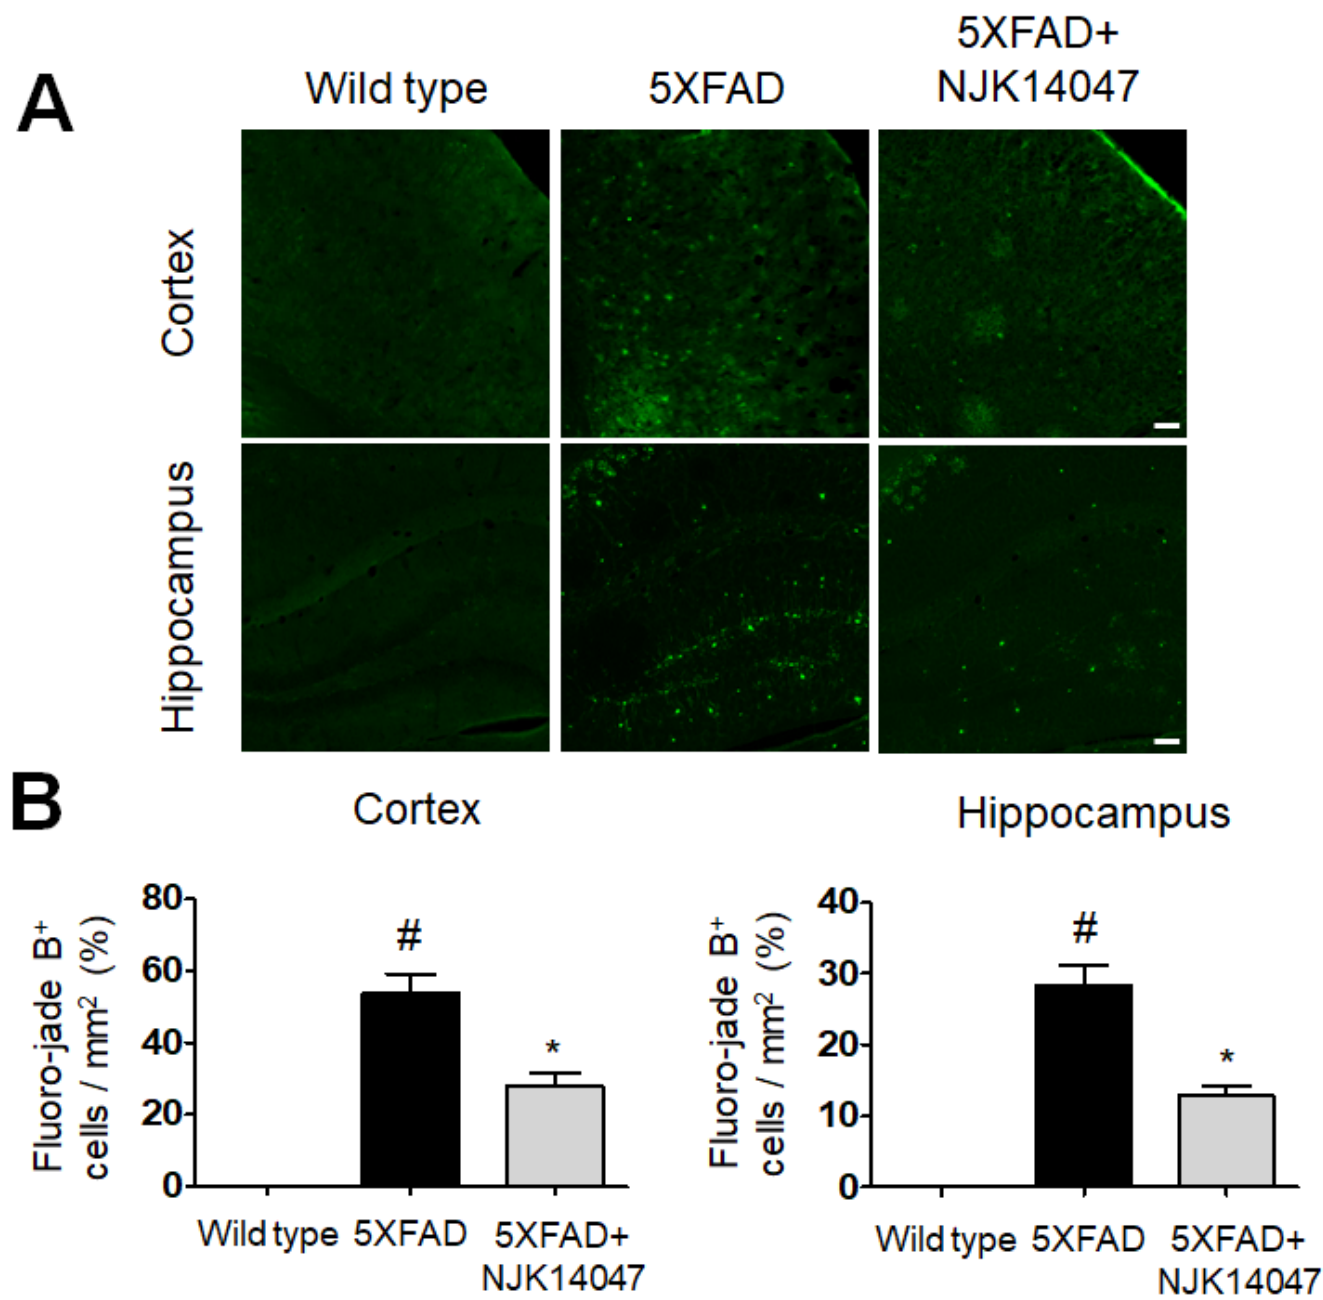 A
Wild type
5XFAD
5XFAD+
NJK14047
Cortex
Hippocampus
B
Cortex
Fluoro-jade B⁺
cells / mm² (%)
80
60
40
20
0
#
*
Wild type
5XFAD
5XFAD+
NJK14047
Hippocampus
Fluoro-jade B⁺
cells / mm² (%)
40
30
20
10
0
#
*
Wild type
5XFAD
5XFAD+
NJK14047